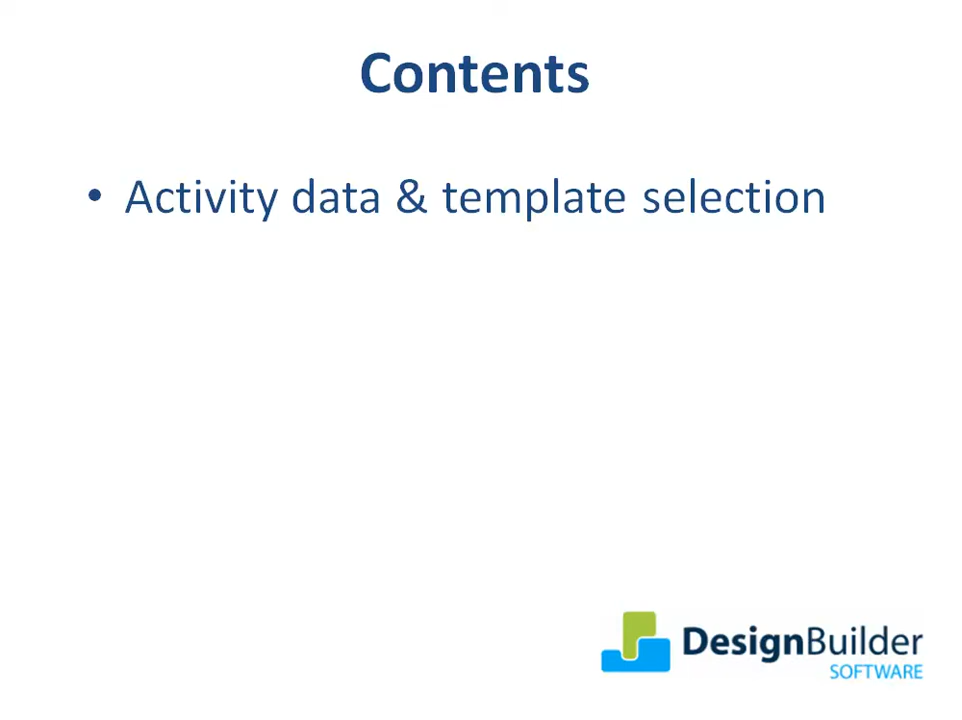 Contents
• Activity data & template selection
DesignBuilder
SOFTWARE